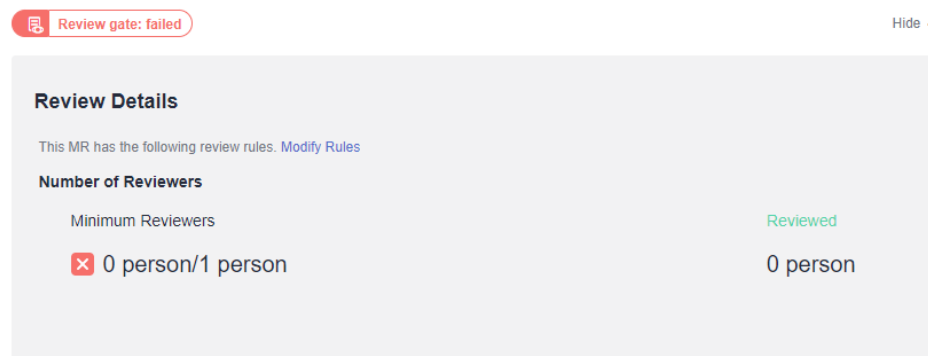 Review gate: failed
Hide
Review Details
This MR has the following review rules. Modify Rules
Number of Reviewers
Minimum Reviewers
Reviewed
0 person/1 person
0 person